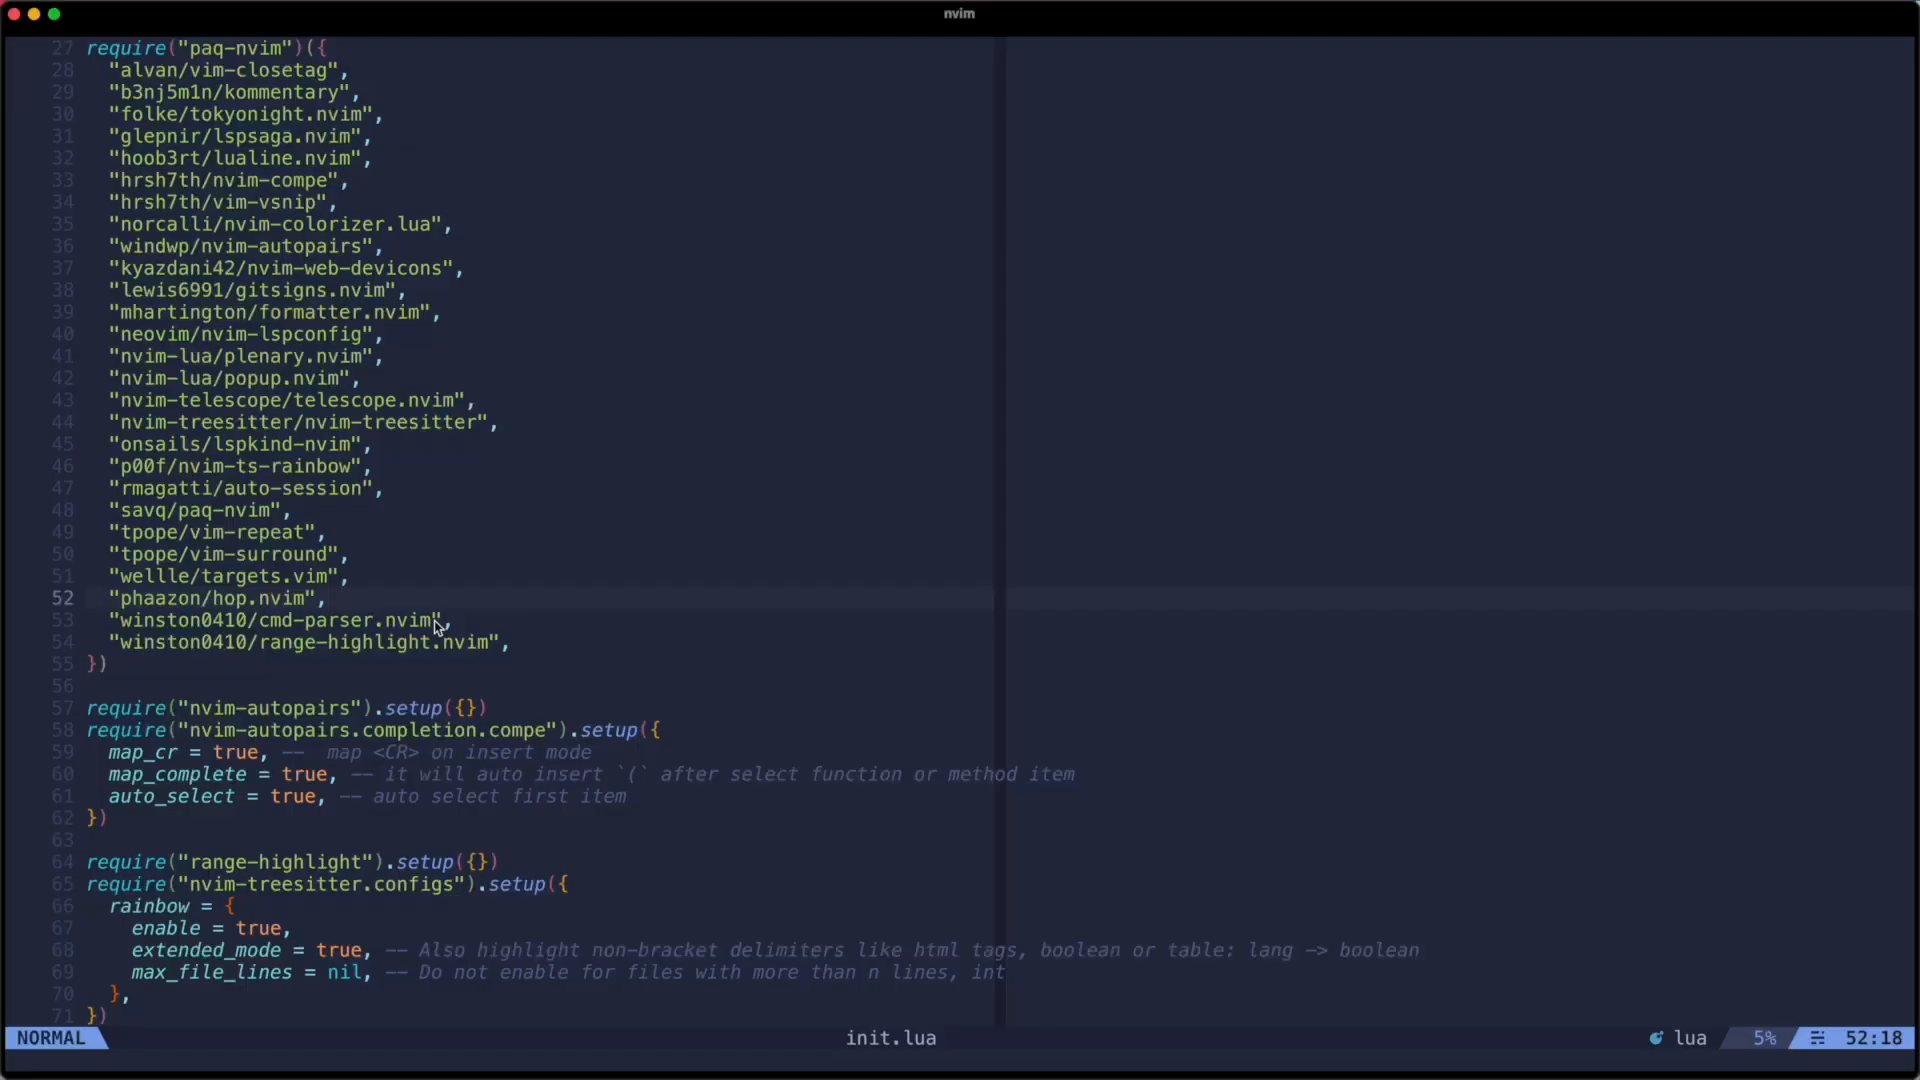 nvim
27 require("paq-nvim")({
28 "alvan/vim-closetag",
29 "b3nj5m1n/kommentary",
30 "folke/tokyonight.nvim",
31 "glepnir/lspsaga.nvim",
32 "hoob3rt/lualine.nvim",
33 "hrsh7th/nvim-compe",
34 "hrsh7th/vim-vsnip",
35 "norcalli/nvim-colorizer.lua",
36 "windwp/nvim-autopairs",
37 "kyazdani42/nvim-web-devicons",
38 "lewis6991/gitsigns.nvim",
39 "mhartington/formatter.nvim",
40 "neovim/nvim-lspconfig",
41 "nvim-lua/plenary.nvim",
42 "nvim-lua/popup.nvim",
43 "nvim-telescope/telescope.nvim",
44 "nvim-treesitter/nvim-treesitter",
45 "onsails/lspkind-nvim",
46 "p00f/nvim-ts-rainbow",
47 "rmagatti/auto-session",
48 "savq/paq-nvim",
49 "tpope/vim-repeat",
50 "tpope/vim-surround",
51 "wellle/targets.vim",
52 "phaazon/hop.nvim",
53 "winston0410/cmd-parser.nvim",
54 "winston0410/range-highlight.nvim",
55 })
56
57 require("nvim-autopairs").setup({})
58 require("nvim-autopairs.completion.compe").setup({
59 map_cr = true, --  map <CR> on insert mode
60 map_complete = true, -- it will auto insert `(` after select function or method item
61 auto_select = true, -- auto select first item
62 })
63
64 require("range-highlight").setup({})
65 require("nvim-treesitter.configs").setup({
66 rainbow = {
67 enable = true,
68 extended_mode = true, -- Also highlight non-bracket delimiters like html tags, boolean or table: lang -> boolean
69 max_file_lines = nil, -- Do not enable for files with more than n lines, int
70 },
71 })
NORMAL init.lua lua 5% 52:18